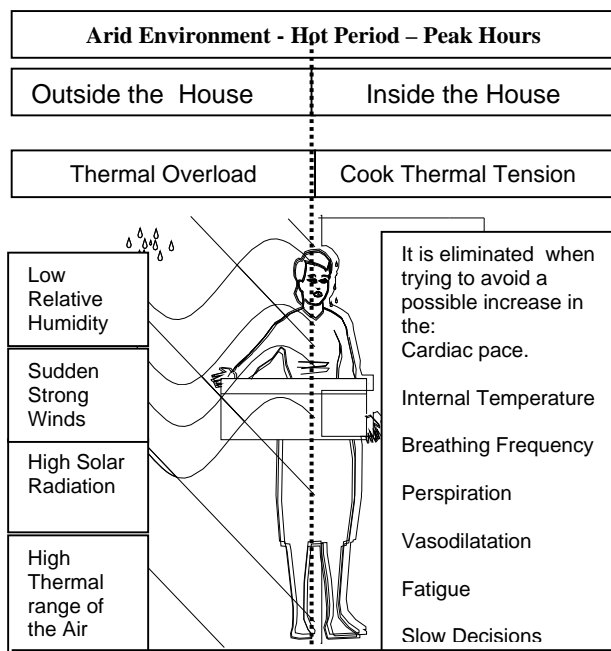 Arid Environment - Hot Period – Peak Hours
Outside the House
Inside the House
Thermal Overload
Cook Thermal Tension
Low
Relative
Humidity
Sudden
Strong
Winds
High Solar
Radiation
High
Thermal
range of
the Air
It is eliminated when
trying to avoid a
possible increase in
the:
Cardiac pace.
Internal Temperature
Breathing Frequency
Perspiration
Vasodilatation
Fatigue
Slow Decisions